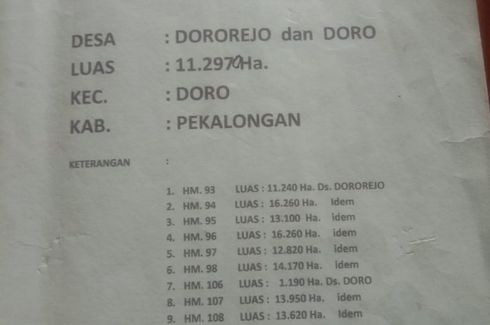 DESA : DOROREJO dan DORO
LUAS : 11.2970Ha.
KEC. : DORO
KAB. : PEKALONGAN
KETERANGAN :
1. HM. 93 LUAS : 11.240 Ha. Ds. DOROREJO
2. HM. 94 LUAS : 16.260 Ha. Idem
3. HM. 95 LUAS : 13.100 Ha. idem
4. HM. 96 LUAS : 16.260 Ha. Idem
5. HM. 97 LUAS : 12.820 Ha. idem
6. HM. 98 LUAS : 14.170 Ha. idem
7. HM. 106 LUAS : 1.190 Ha. Ds. DORO
8. HM. 107 LUAS : 13.950 Ha. idem
9. HM. 108 LUAS : 13.620 Ha. Idem